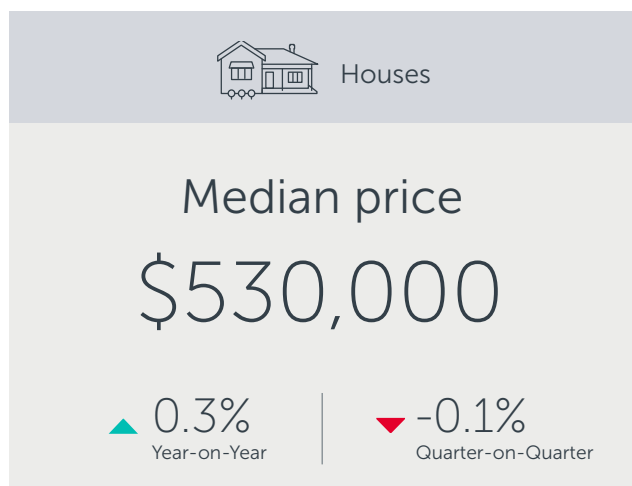 Houses
Median price
$530,000
0.3%
Year-on-Year
-0.1%
Quarter-on-Quarter